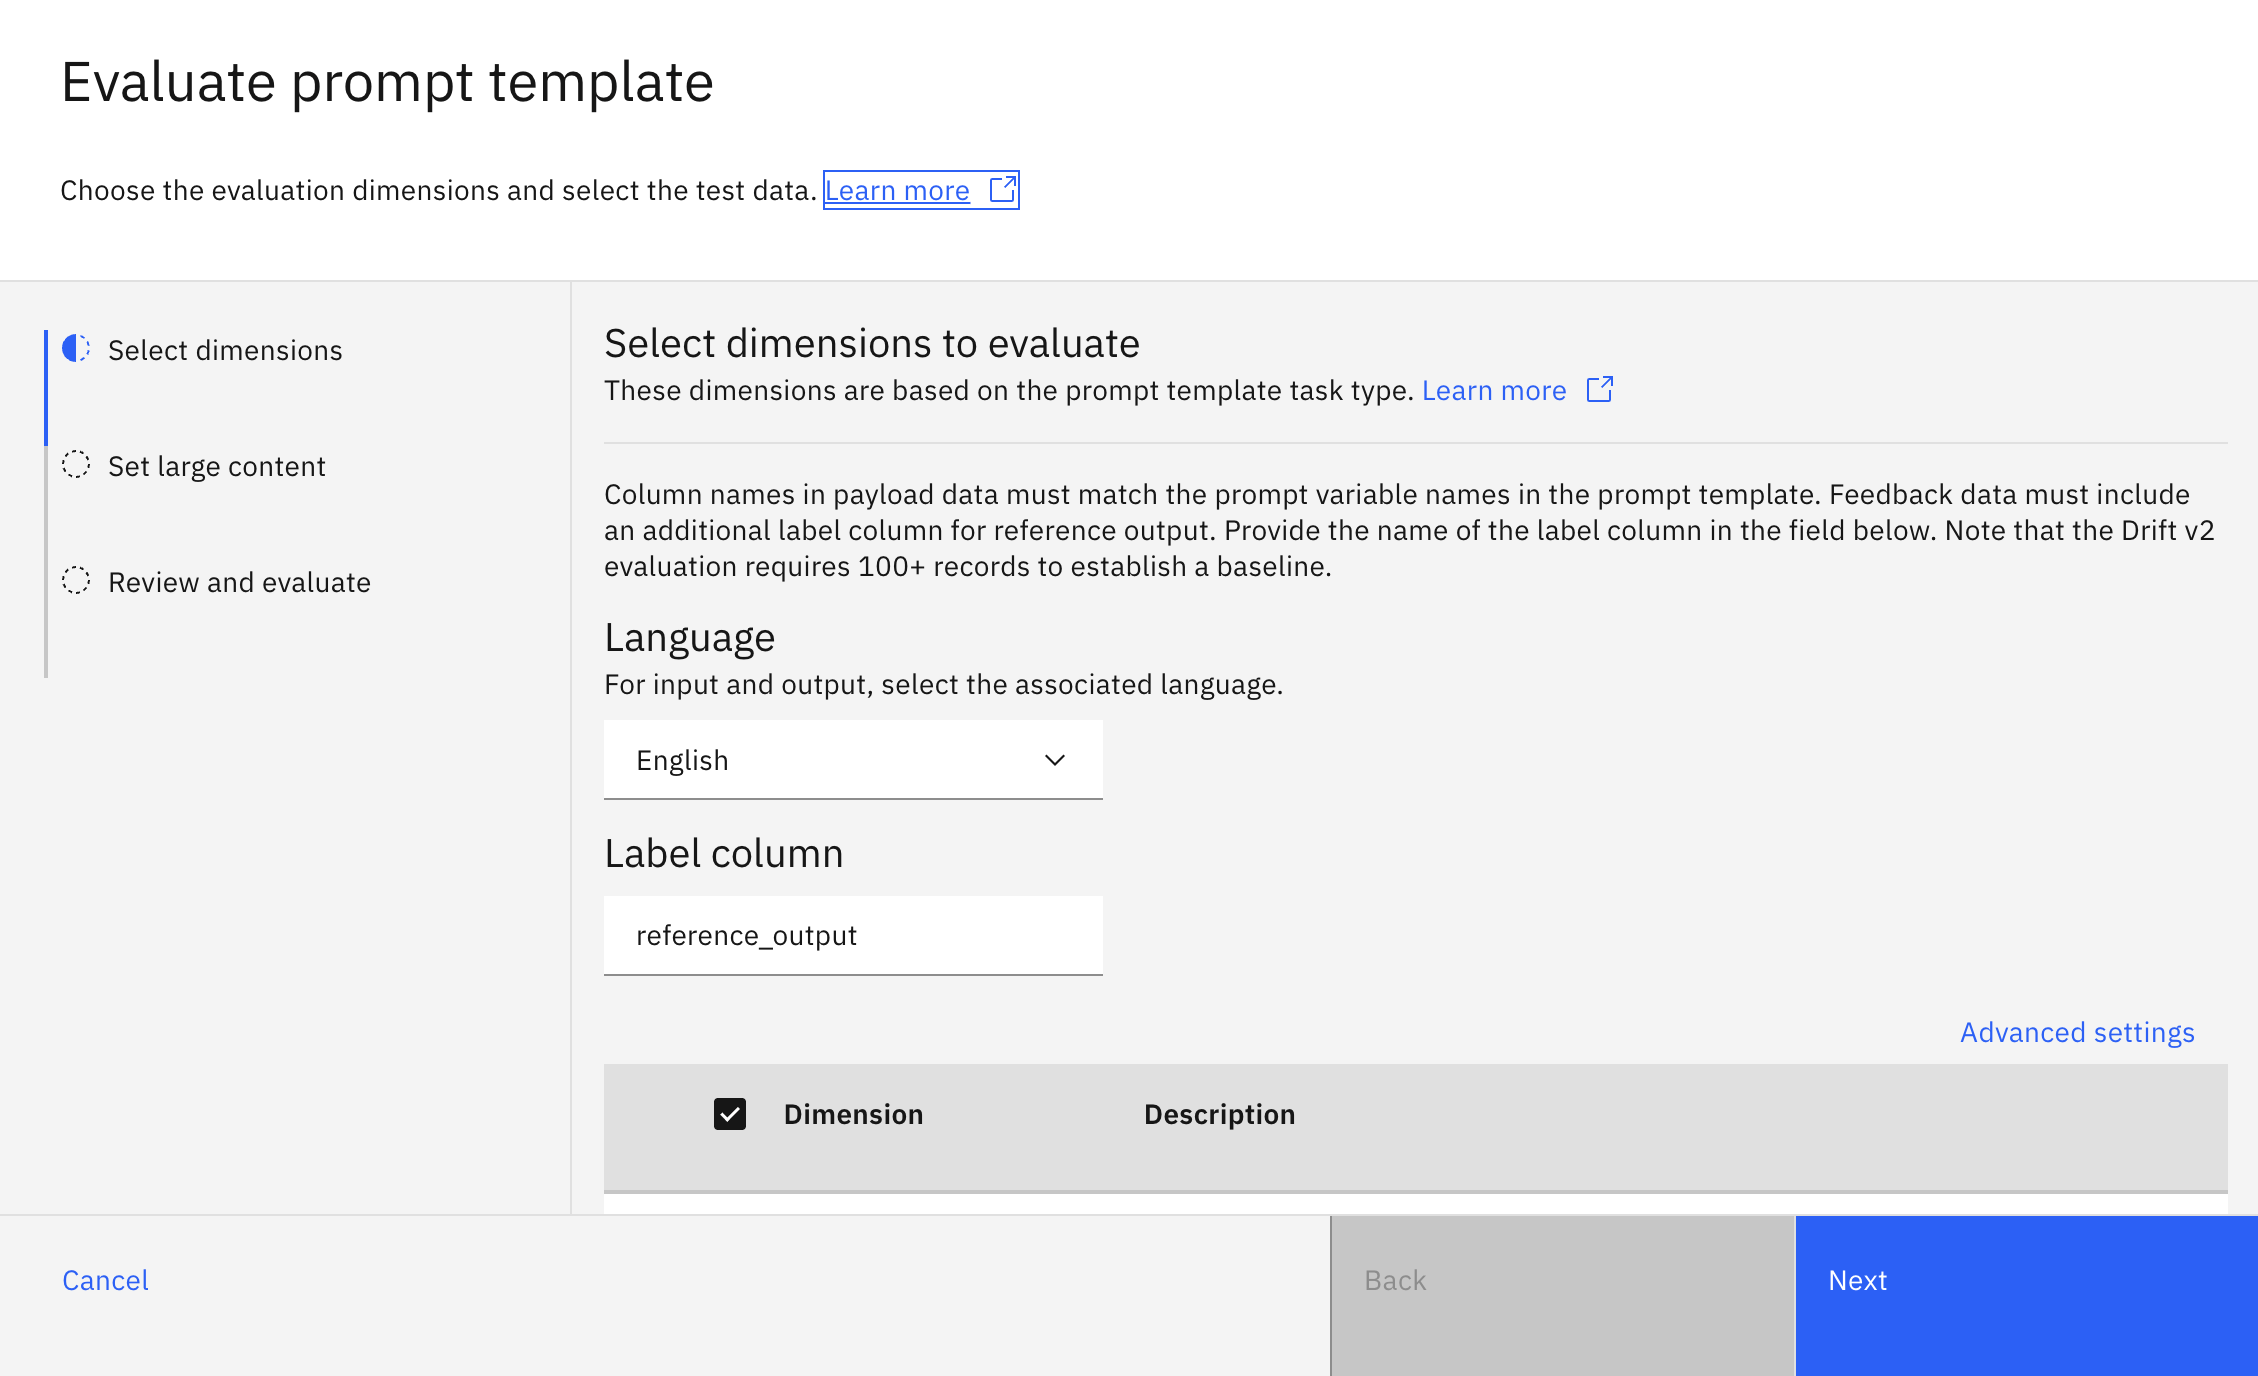 Evaluate prompt template
Choose the evaluation dimensions and select the test data. Learn more
Select dimensions
Set large content
Review and evaluate
Select dimensions to evaluate
These dimensions are based on the prompt template task type. Learn more
Column names in payload data must match the prompt variable names in the prompt template. Feedback data must include
an additional label column for reference output. Provide the name of the label column in the field below. Note that the Drift v2
evaluation requires 100+ records to establish a baseline.
Language
For input and output, select the associated language.
English
Label column
reference_output
Advanced settings
Dimension Description
Cancel Back Next